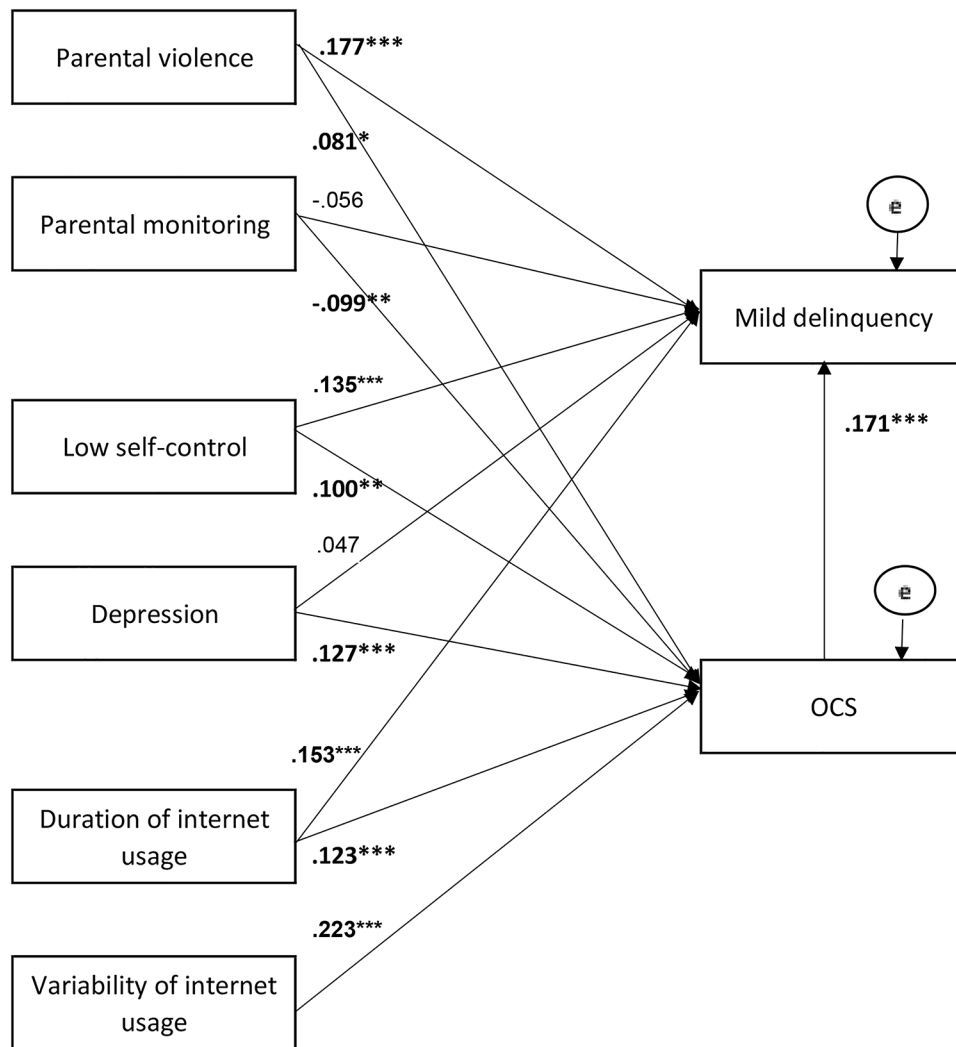 Parental violence
.177***
.081*
Parental monitoring
-.056
-.099**
e
Mild delinquency
.135***
.171***
Low self-control
.100**
.047
Depression
.127***
e
OCS
.153***
Duration of internet
usage
.123***
.223***
Variability of internet
usage